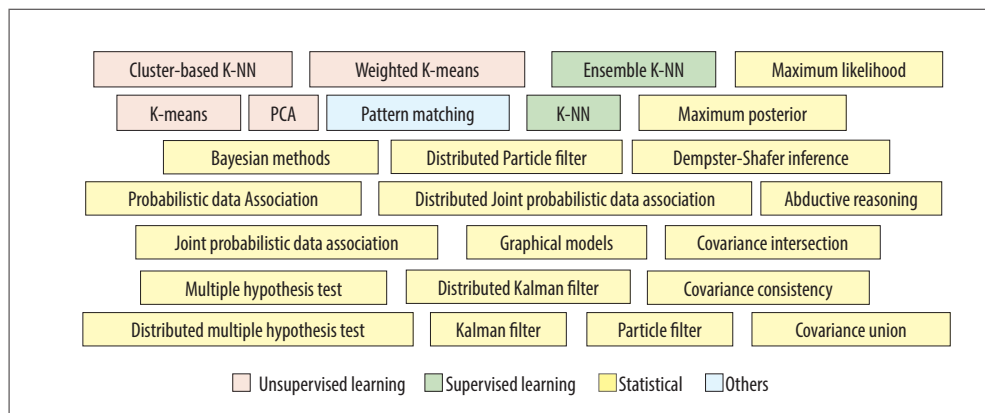 Cluster-based K-NN Weighted K-means Ensemble K-NN Maximum likelihood
K-means PCA Pattern matching K-NN Maximum posterior
Bayesian methods Distributed Particle filter Dempster-Shafer inference
Probabilistic data Association Distributed Joint probabilistic data association Abductive reasoning
Joint probabilistic data association Graphical models Covariance intersection
Multiple hypothesis test Distributed Kalman filter Covariance consistency
Distributed multiple hypothesis test Kalman filter Particle filter Covariance union
Unsupervised learning Supervised learning Statistical Others